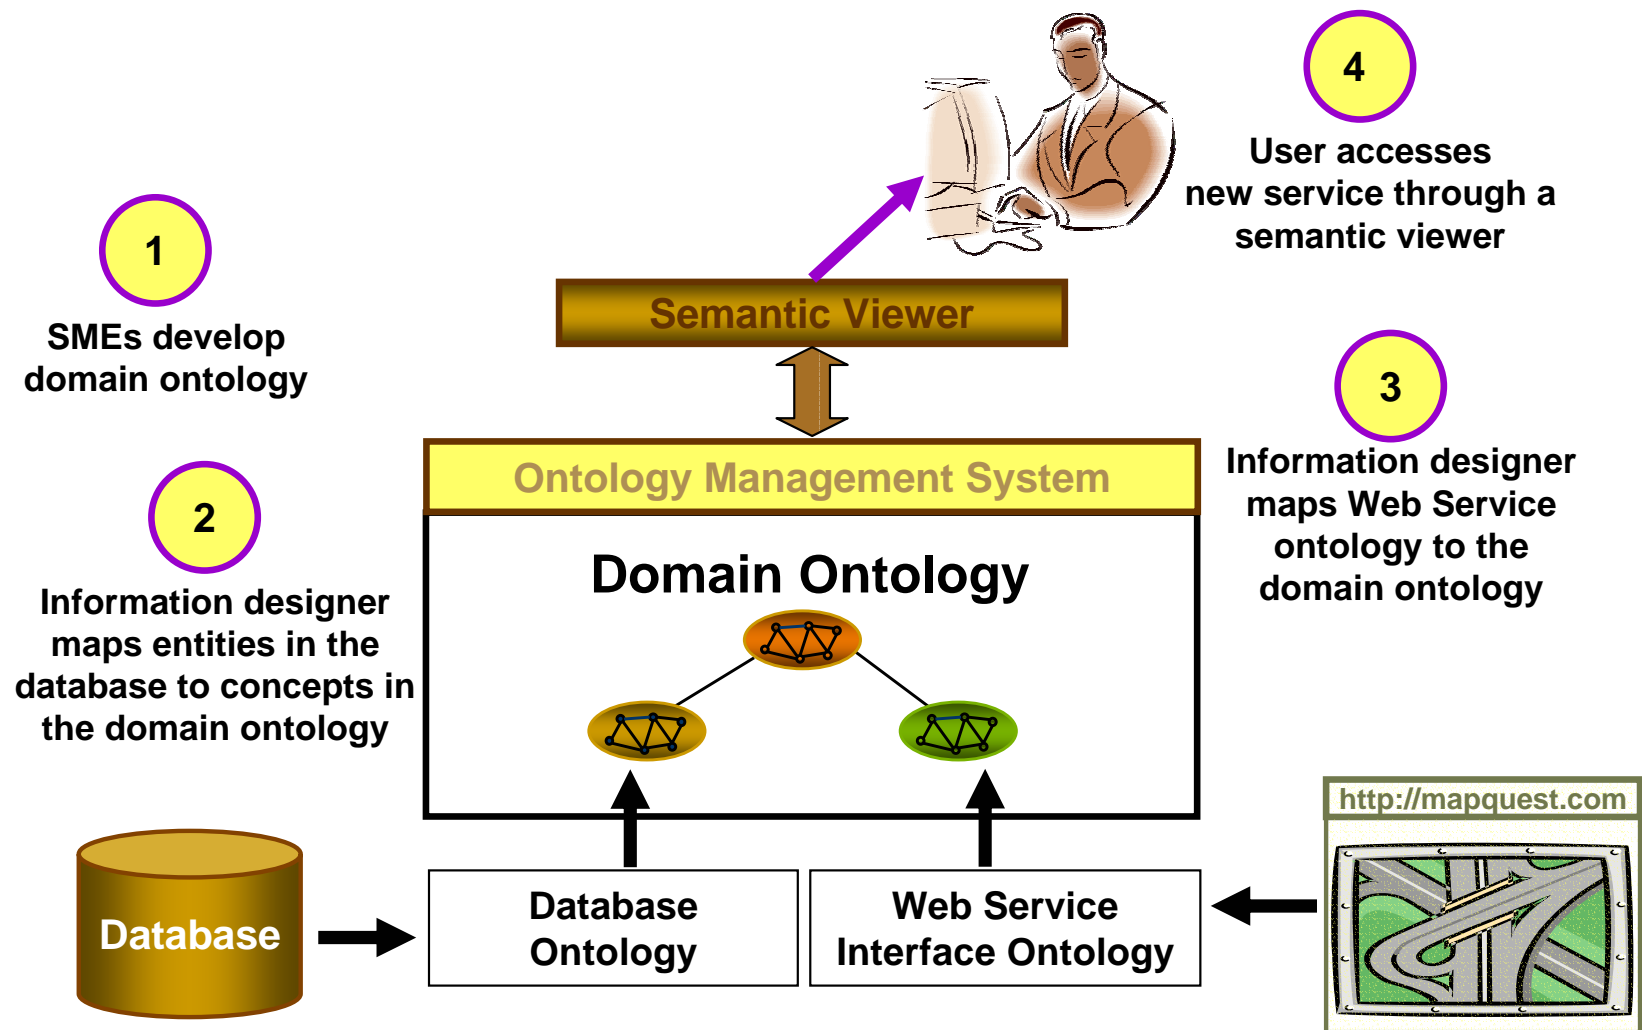 1
SMEs develop
domain ontology
2
Information designer
maps entities in the
database to concepts in
the domain ontology
3
Information designer
maps Web Service
ontology to the
domain ontology
4
User accesses
new service through a
semantic viewer
Semantic Viewer
Ontology Management System
Domain Ontology
Database
Database
Ontology
Web Service
Interface Ontology
http://mapquest.com